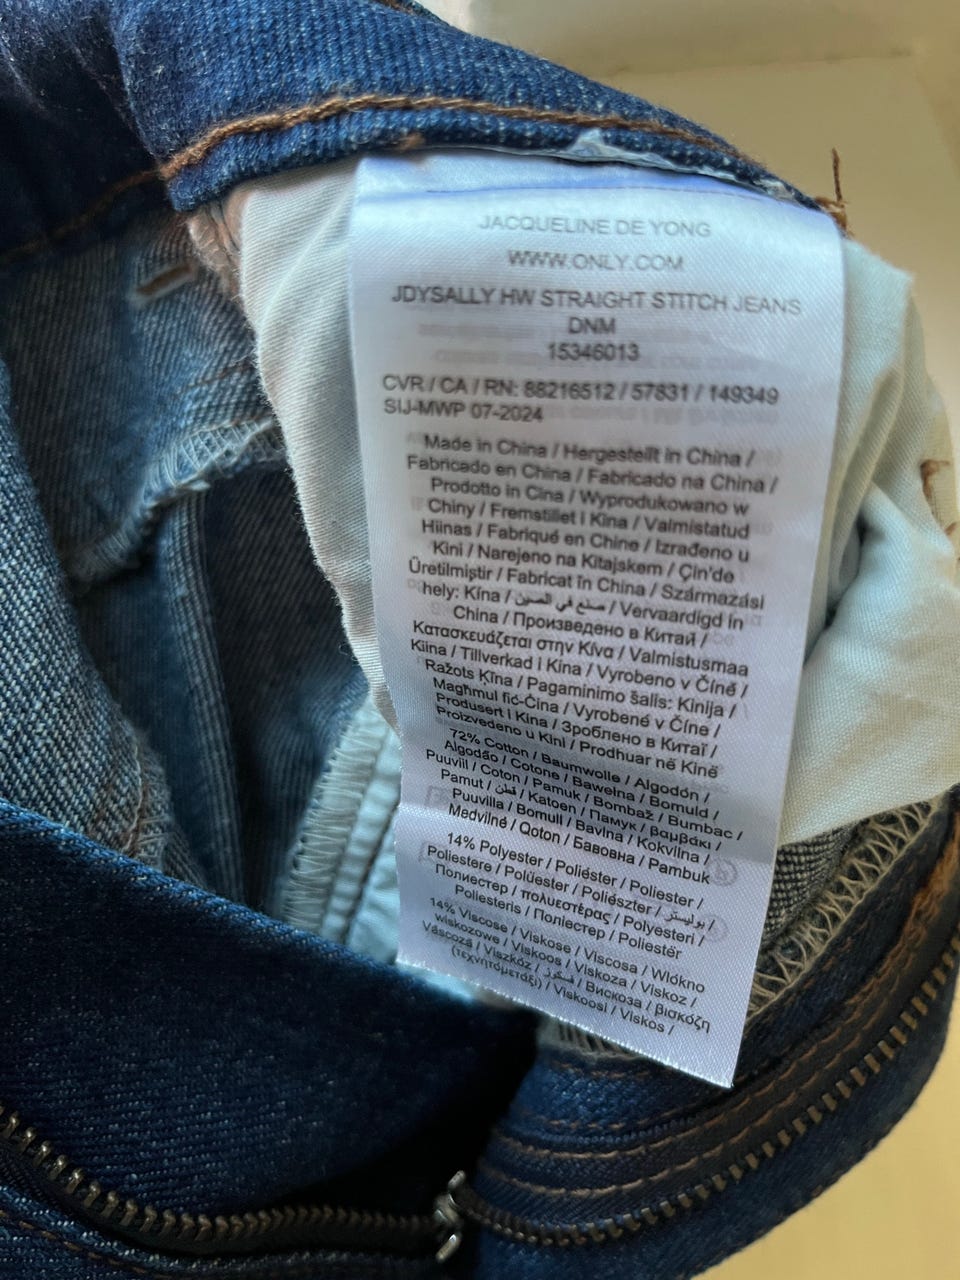 JACQUELINE DE YONG
WWW.ONLY.COM
JDYSALLY HW STRAIGHT STITCH JEANS
DNM
15346013
CVR / CA / RN: 88216512 / 57831 / 149349
SIJ-MWP 07-2024
Made in China / Hergestellt in China /
Fabricado en China / Fabricado na China /
Prodotto in Cina / Wyprodukowano w
Chiny / Fremstillet i Kina / Valmistatud
Hiinas / Fabriqué en Chine / Izrađeno u
Kini / Narejeno na Kitajskem / Çin'de
Üretilmiştir / Fabricat în China / Származási
hely: Kína / صنع في الصين / Vervaardigd in
China / Произведено в Китай /
Κατασκευάζεται στην Κίνα / Valmistusmaa
Kiina / Tillverkad i Kina / Vyrobeno v Číně /
Ražots Ķīna / Pagaminimo šalis: Kinija /
Magħmul fiċ-Ċina / Vyrobené v Číne /
Produsert i Kina / Зроблено в Китаї /
Proizvedeno u Kini / Prodhuar në Kinë
72% Cotton / Baumwolle / Algodón /
Algodão / Cotone / Bawełna / Bomuld /
Puuvill / Coton / Pamuk / Bombaž / Bumbac /
Pamut / قطن / Katoen / Памук / βαμβάκι /
Puuvilla / Bomull / Bavlna / Kokvilna /
Medvilnė / Qoton / Бавовна / Pambuk
14% Polyester / Poliéster / Poliester /
Poliestere / Polüester / Poliészter / بوليستر /
Полиестер / πολυεστέρας / Polyesteri /
Poliesteris / Поліестер / Poliestër
14% Viscose / Viskose / Viscosa / Włókno
wiskozowe / Viskoos / Viskoza / Viskoz /
Vâscoză / Viszkóz / فسكوز / Вискоза / βισκόζη
(τεχνητόμετάξι) / Viskoosi / Viskos /